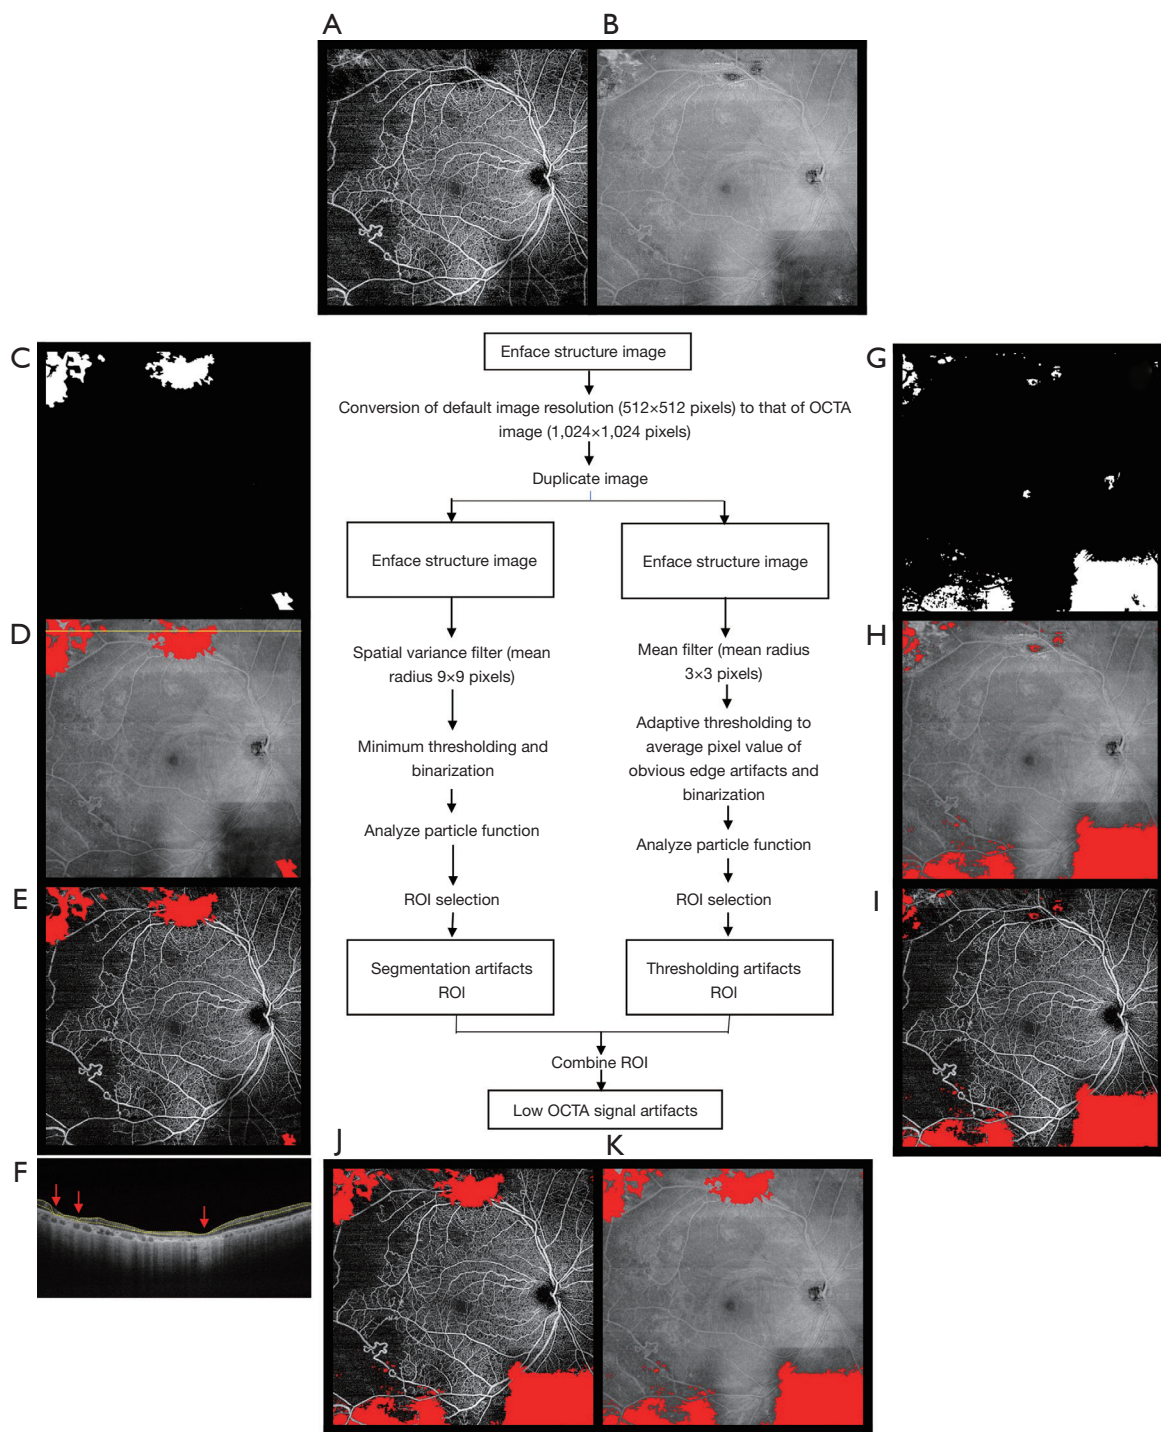 A
B
Enface structure image
Conversion of default image resolution (512×512 pixels) to that of OCTA
image (1,024×1,024 pixels)
Duplicate image
C
G
Enface structure image
Enface structure image
D
H
Spatial variance filter (mean
radius 9×9 pixels)
Mean filter (mean radius
3×3 pixels)
Minimum thresholding and
binarization
Adaptive thresholding to
average pixel value of
obvious edge artifacts and
binarization
Analyze particle function
Analyze particle function
E
I
ROI selection
ROI selection
Segmentation artifacts
ROI
Thresholding artifacts
ROI
Combine ROI
Low OCTA signal artifacts
F
J
K